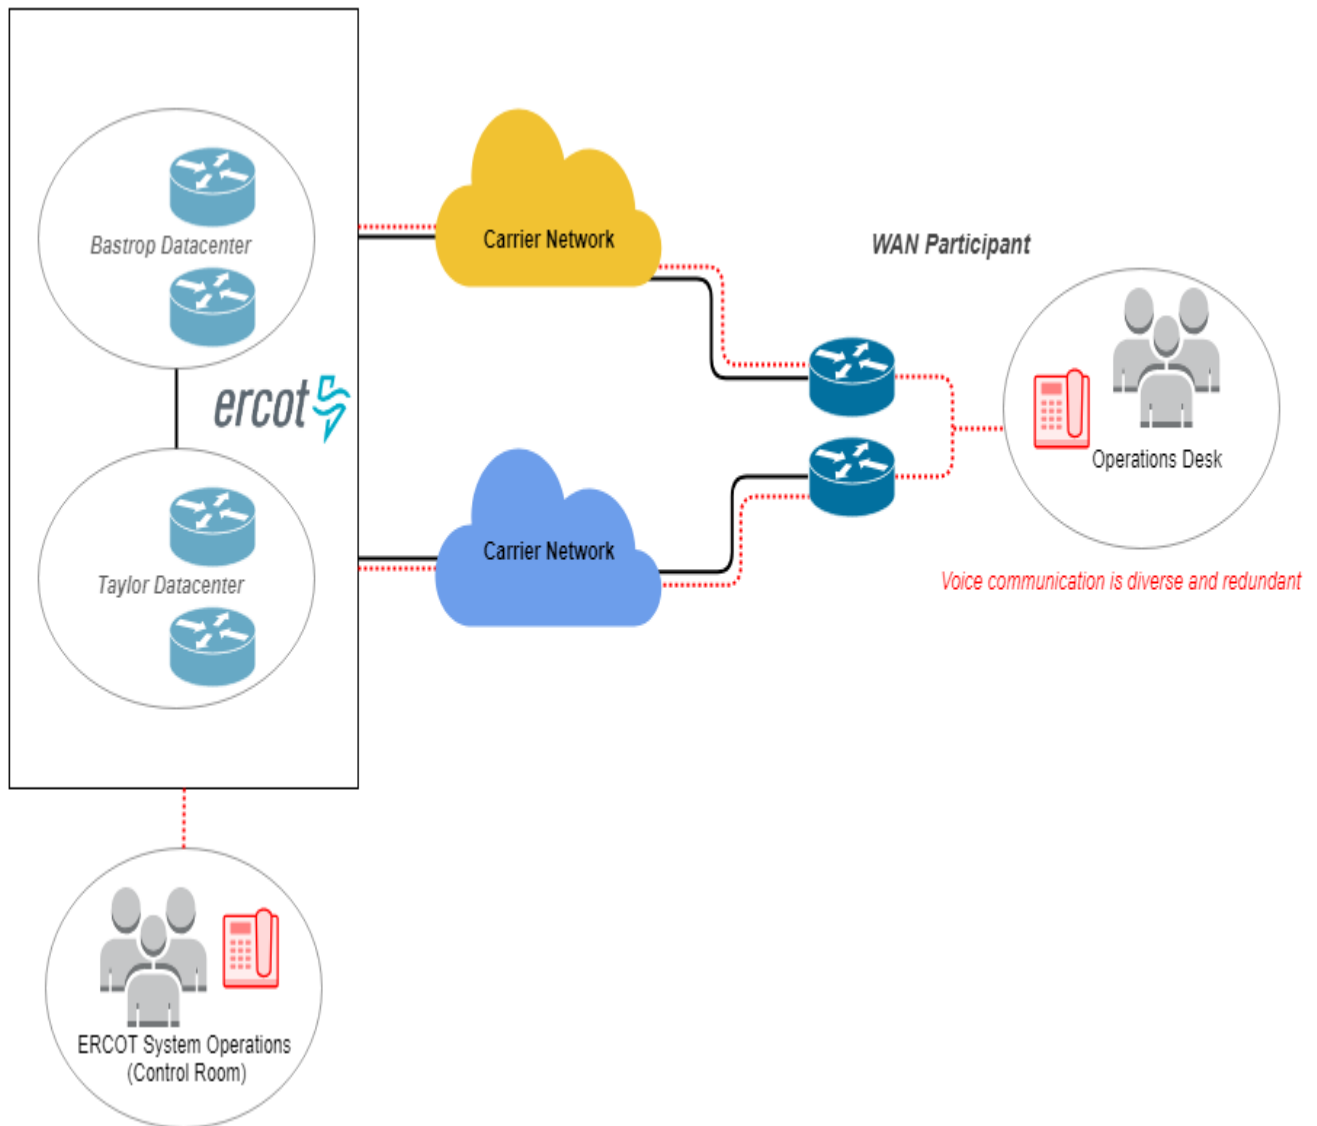 Bastrop Datacenter
Carrier Network
WAN Participant
ercot
Operations Desk
Carrier Network
Taylor Datacenter
Voice communication is diverse and redundant
ERCOT System Operations
(Control Room)